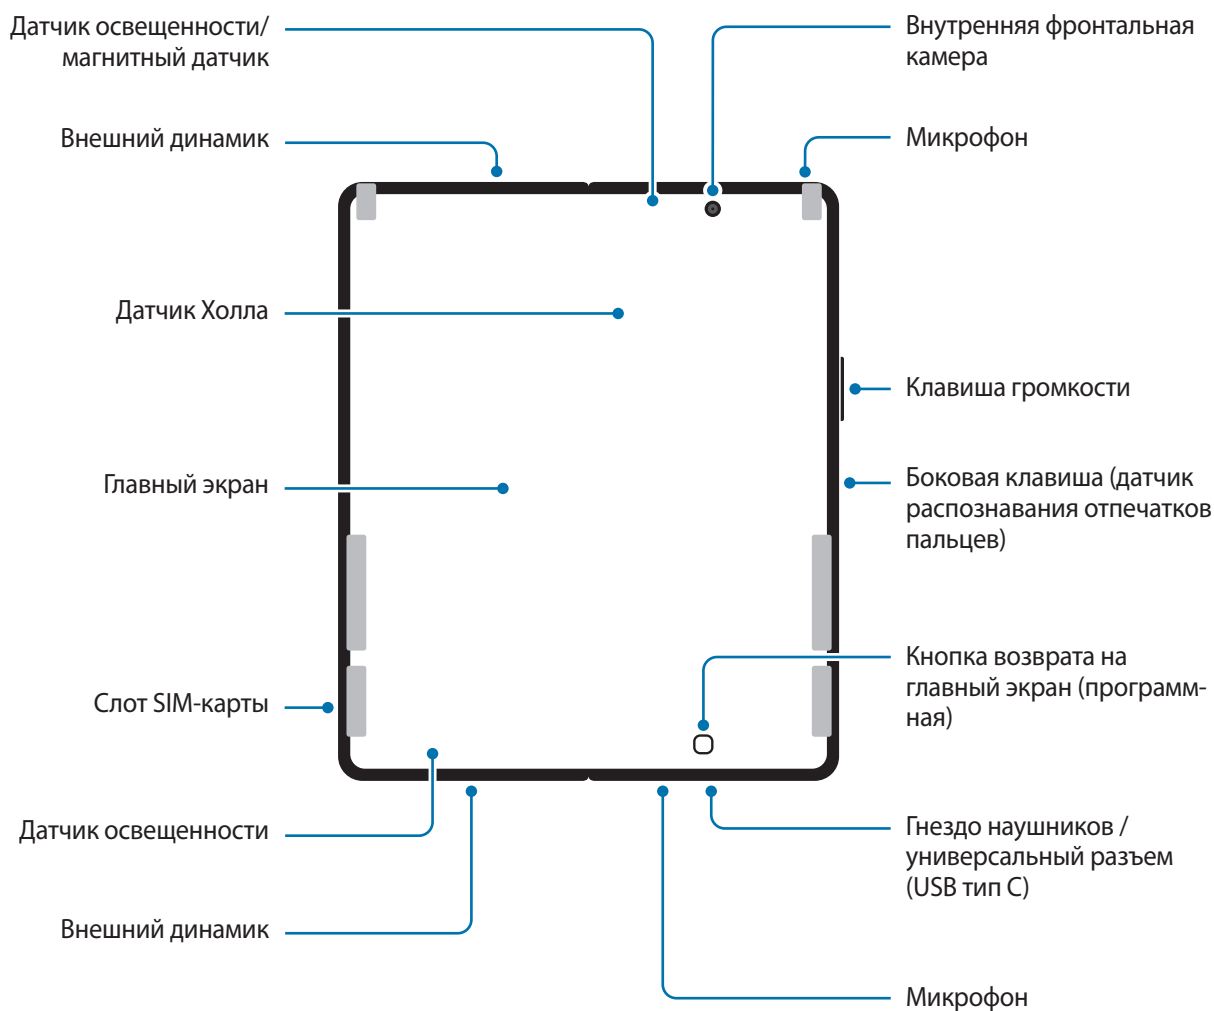 Датчик освещенности/
магнитный датчик
Внешний динамик
Датчик Холла
Главный экран
Слот SIM-карты
Датчик освещенности
Внешний динамик
Внутренняя фронтальная
камера
Микрофон
Клавиша громкости
Боковая клавиша (датчик
распознавания отпечатков
пальцев)
Кнопка возврата на
главный экран (программ-
ная)
Гнездо наушников /
универсальный разъем
(USB тип C)
Микрофон